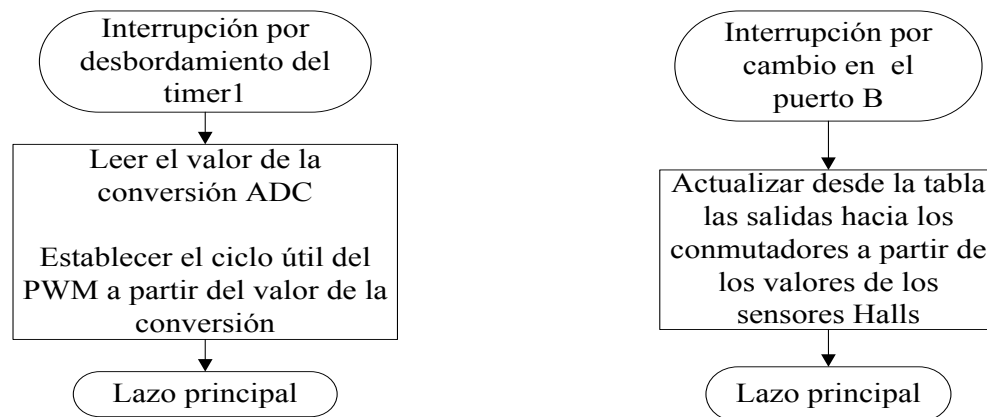 Interrupción por
desbordamiento del
timer1
Leer el valor de la
conversión ADC
Establecer el ciclo útil del
PWM a partir del valor de la
conversión
Lazo principal
Interrupción por
cambio en el
puerto B
Actualizar desde la tabla
las salidas hacia los
conmutadores a partir de
los valores de los
sensores Halls
Lazo principal